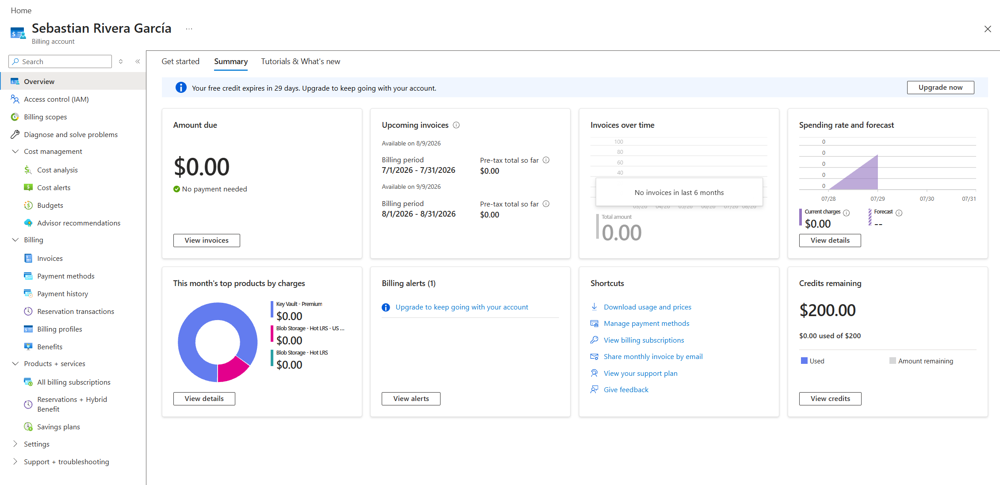 Home
Sebastian Rivera García
...
Billing account
Search
Overview
Access control (IAM)
Billing scopes
Diagnose and solve problems
Cost management
Cost analysis
Cost alerts
Budgets
Advisor recommendations
Billing
Invoices
Payment methods
Payment history
Reservation transactions
Billing profiles
Benefits
Products + services
All billing subscriptions
Reservations + Hybrid
Benefit
Savings plans
Settings
Support + troubleshooting
Get started
Summary
Tutorials & What's new
Your free credit expires in 29 days. Upgrade to keep going with your account.
Upgrade now
Amount due
$0.00
No payment needed
View invoices
Upcoming invoices
Available on 8/9/2026
Billing period
7/1/2026 - 7/31/2026
Pre-tax total so far
$0.00
Available on 9/9/2026
Billing period
8/1/2026 - 8/31/2026
Pre-tax total so far
$0.00
Invoices over time
100
80
60
40
No invoices in last 6 months
03/26 04/26 05/26 06/26 07/26 08/26
Total amount
0.00
Spending rate and forecast
0
0
0
0
0
07/28 07/29 07/30 07/31
Current charges
$0.00
Forecast
--
View details
This month's top products by charges
Key Vault - Premium
$0.00
Blob Storage - Hot LRS - US ...
$0.00
Blob Storage - Hot LRS
$0.00
View details
Billing alerts (1)
Upgrade to keep going with your account
View alerts
Shortcuts
Download usage and prices
Manage payment methods
View billing subscriptions
Share monthly invoice by email
View your support plan
Give feedback
Credits remaining
$200.00
$0.00 used of $200
Used
Amount remaining
View credits